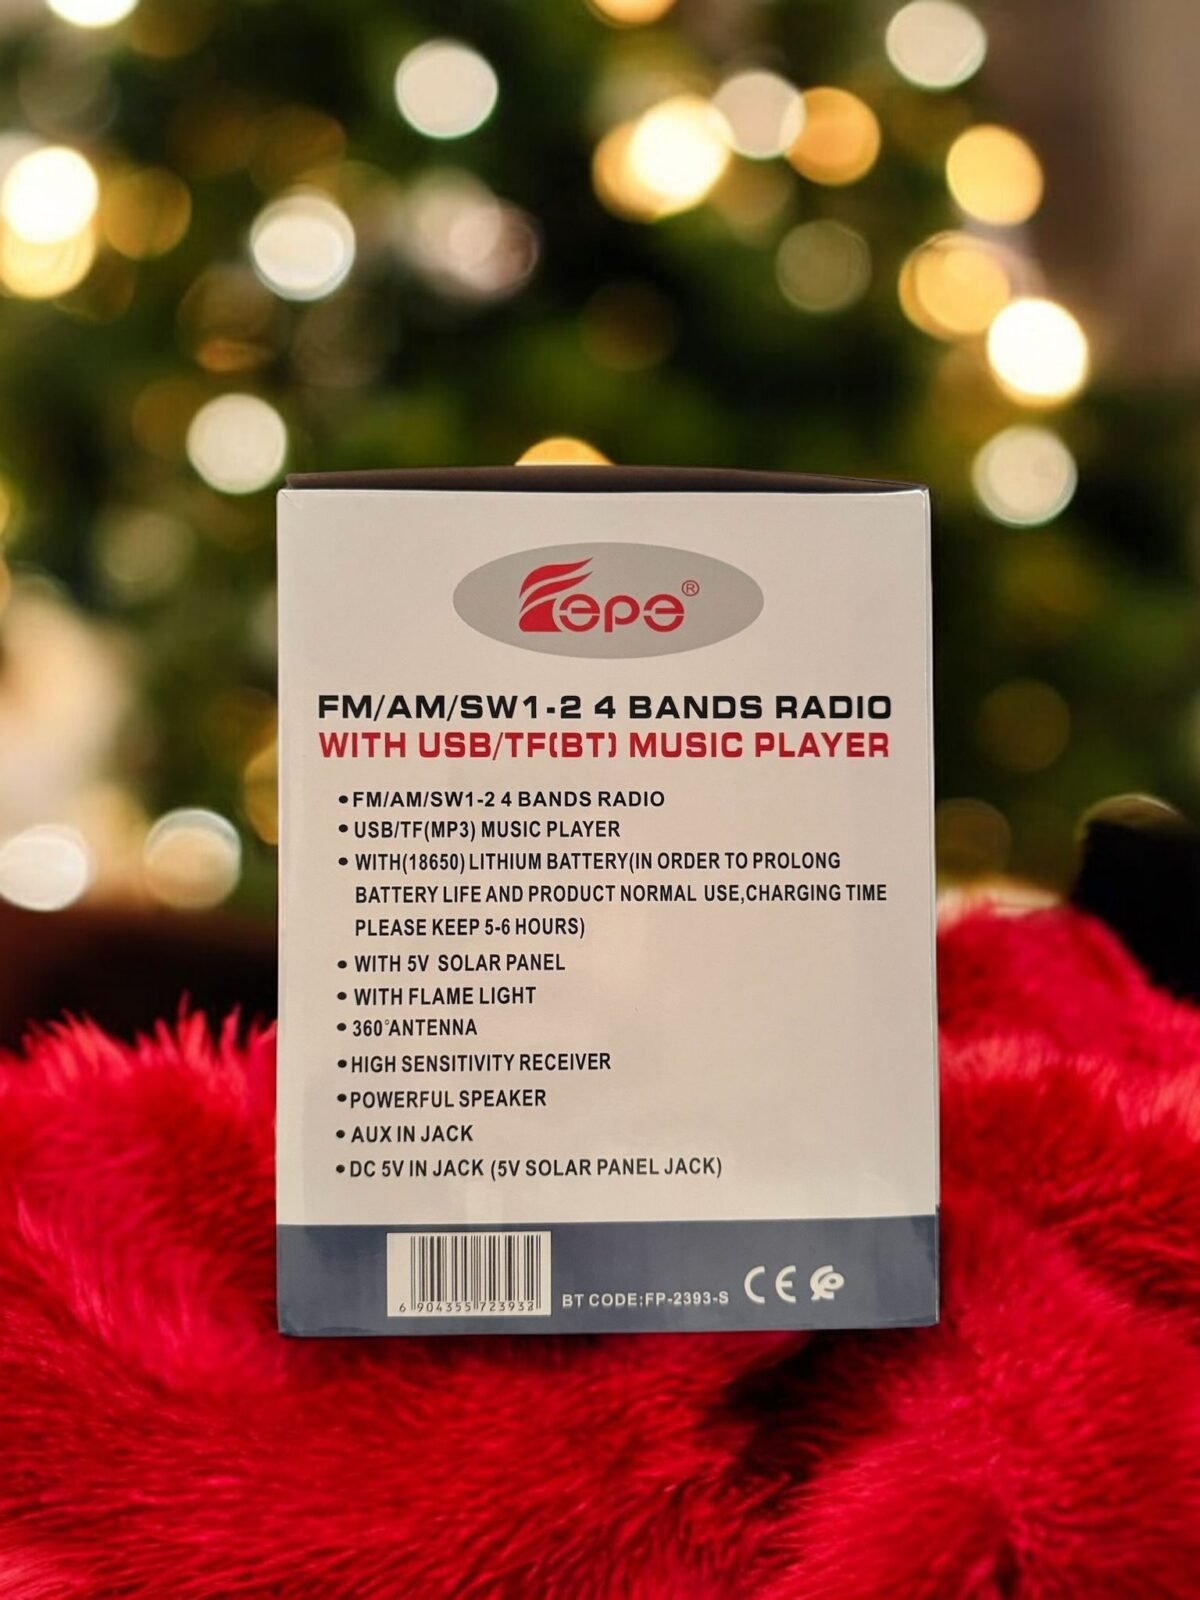 Fepe®
FM/AM/SW1-2 4 BANDS RADIO
WITH USB/TF(BT) MUSIC PLAYER
•FM/AM/SW1-2 4 BANDS RADIO
•USB/TF(MP3) MUSIC PLAYER
•WITH(18650) LITHIUM BATTERY(IN ORDER TO PROLONG
BATTERY LIFE AND PRODUCT NORMAL USE,CHARGING TIME
PLEASE KEEP 5-6 HOURS)
•WITH 5V SOLAR PANEL
•WITH FLAME LIGHT
•360°ANTENNA
•HIGH SENSITIVITY RECEIVER
•POWERFUL SPEAKER
•AUX IN JACK
•DC 5V IN JACK (5V SOLAR PANEL JACK)
6 904355 723932
BT CODE:FP-2393-S
CE